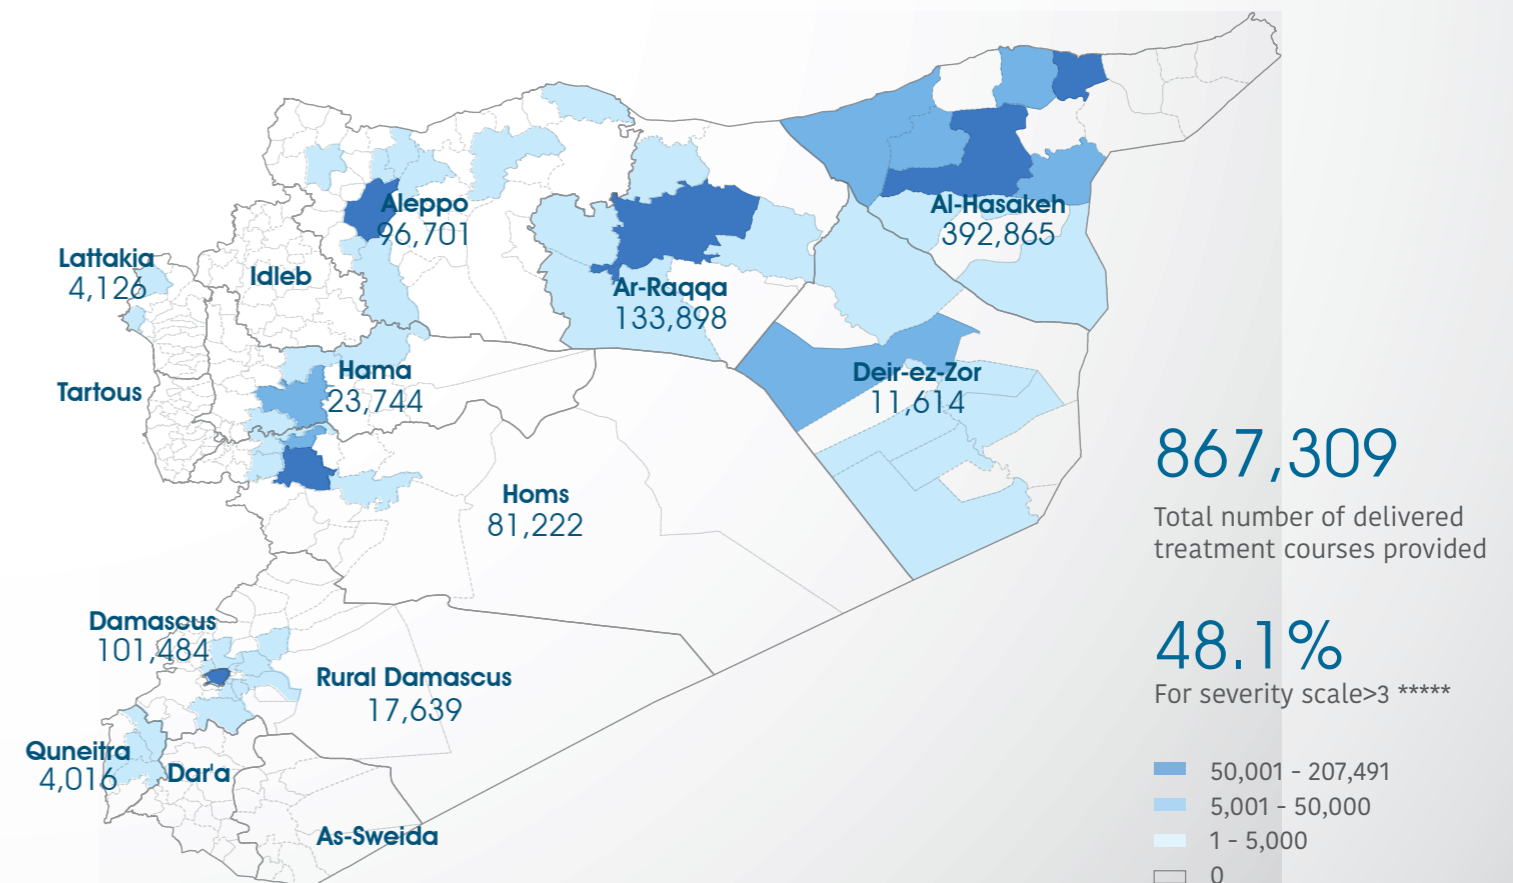 Aleppo
96,701
Al-Hasakeh
392,865
Lattakia
4,126
Idleb
Ar-Raqqa
133,898
Tartous
Hama
23,744
Deir-ez-Zor
11,614
Homs
81,222
Damascus
101,484
Rural Damascus
17,639
Quneitra
4,016
Dar'a
As-Sweida
867,309
Total number of delivered
treatment courses provided
48.1%
For severity scale>3 *****
50,001 - 207,491
5,001 - 50,000
1 - 5,000
0